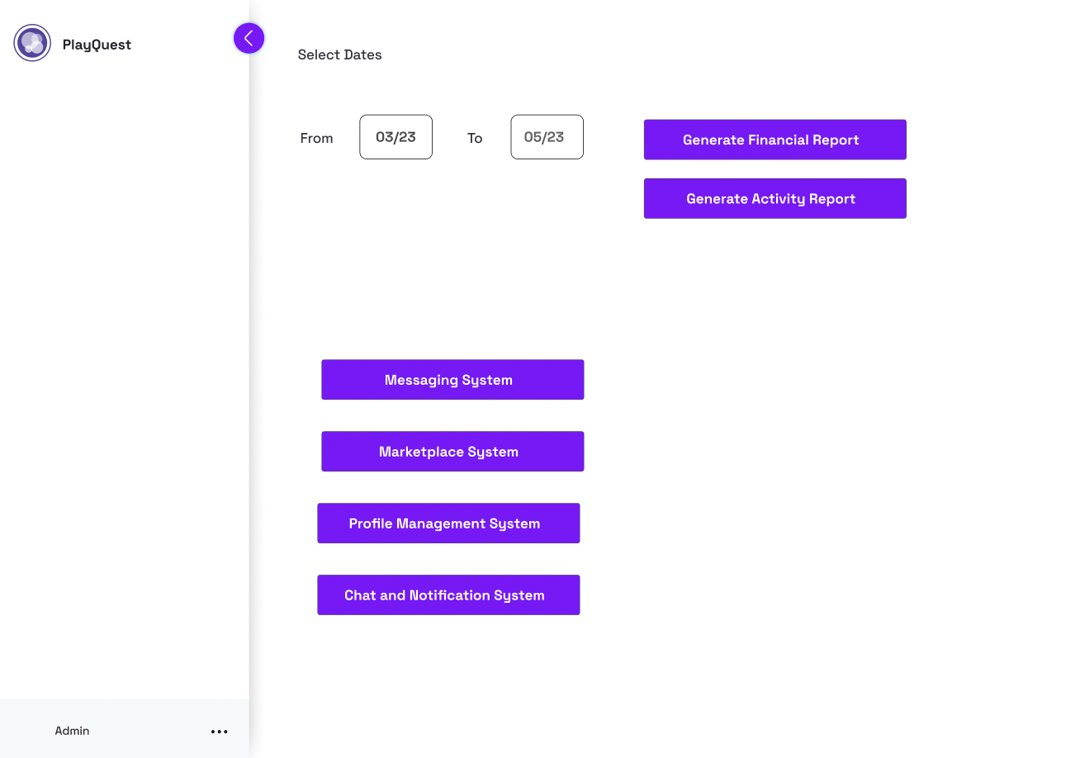 PlayQuest
Select Dates
From 03/23 To 05/23
Generate Financial Report
Generate Activity Report
Messaging System
Marketplace System
Profile Management System
Chat and Notification System
Admin